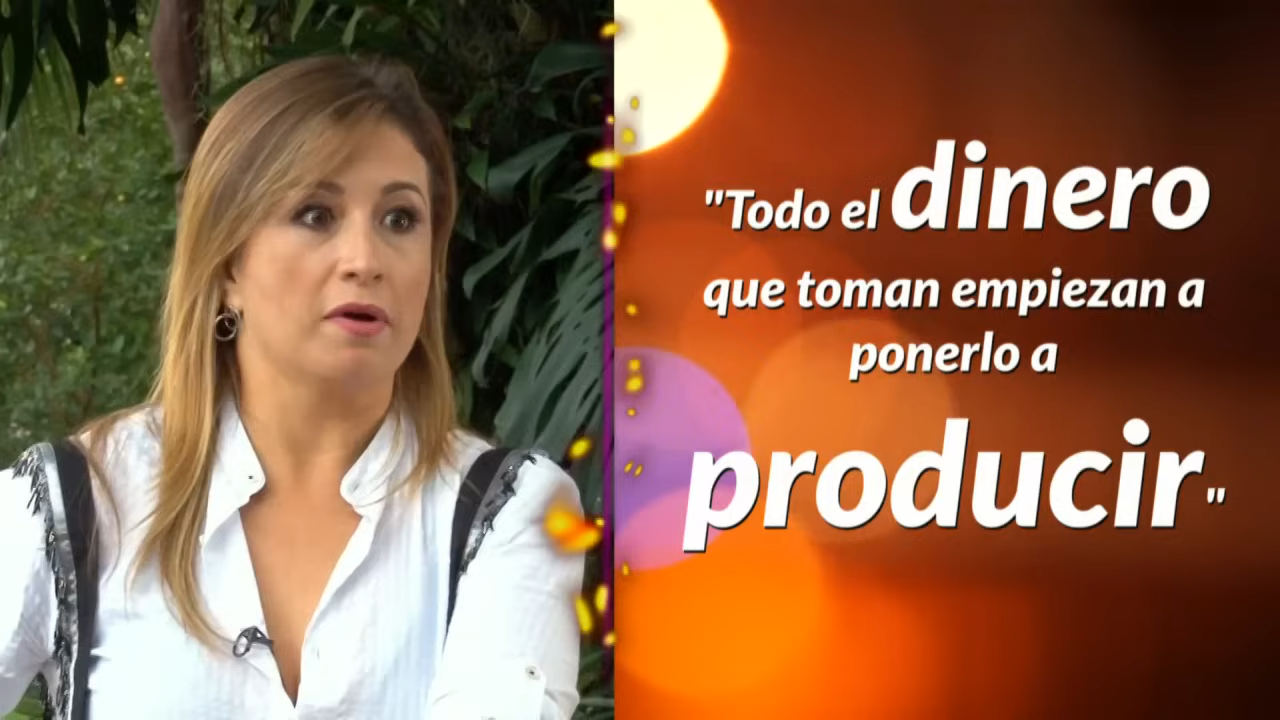 "Todo el dinero
que toman empiezan a
ponerlo a
producir"